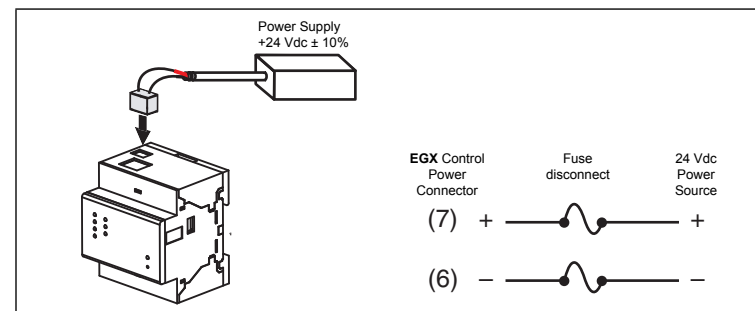 Power Supply
+24 Vdc ± 10%
EGX Control
Power
Connector
Fuse
disconnect
24 Vdc
Power
Source
(7) + +
(6) – –